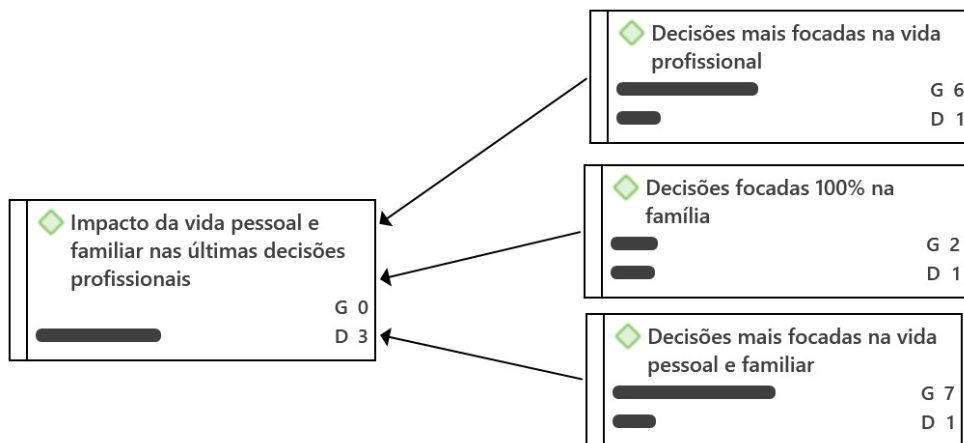 Decisões mais focadas na vida
profissional
G 6
D 1
Decisões focadas 100% na
família
G 2
D 1
Impacto da vida pessoal e
familiar nas últimas decisões
profissionais
G 0
D 3
Decisões mais focadas na vida
pessoal e familiar
G 7
D 1